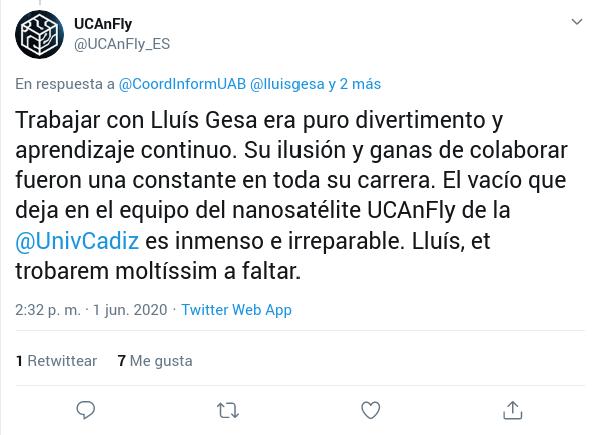 UCAnFly
@UCAnFly_ES
En respuesta a @CoordInformUAB @lluisgesa y 2 más
Trabajar con Lluís Gesa era puro divertimento y
aprendizaje continuo. Su ilusión y ganas de colaborar
fueron una constante en toda su carrera. El vacío que
deja en el equipo del nanosatélite UCAnFly de la
@UnivCadiz es inmenso e irreparable. Lluís, et
trobarem moltíssim a faltar.
2:32 p. m. · 1 jun. 2020 · Twitter Web App
1 Retwittear 7 Me gusta